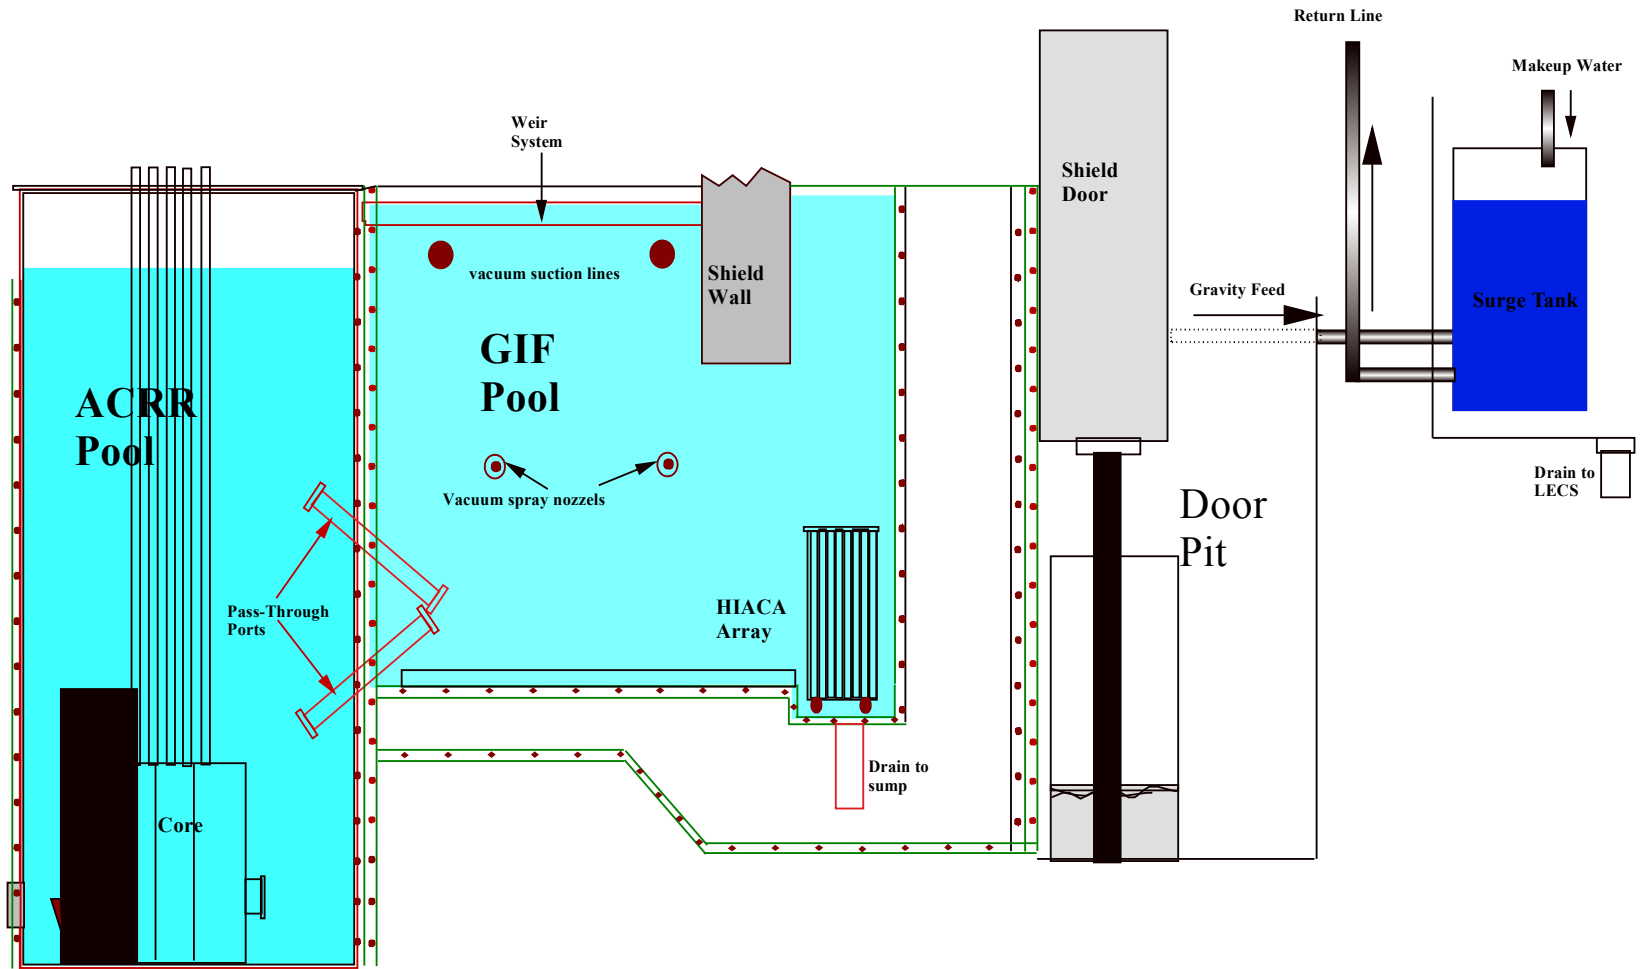 Return Line
Makeup Water
Weir
System
Shield
Door
Shield
Wall
vacuum suction lines
Gravity Feed
Surge Tank
GIF
Pool
ACRR
Pool
Vacuum spray nozzels
Drain to
LECS
Door
Pit
Pass-Through
Ports
HIACA
Array
Drain to
sump
Core